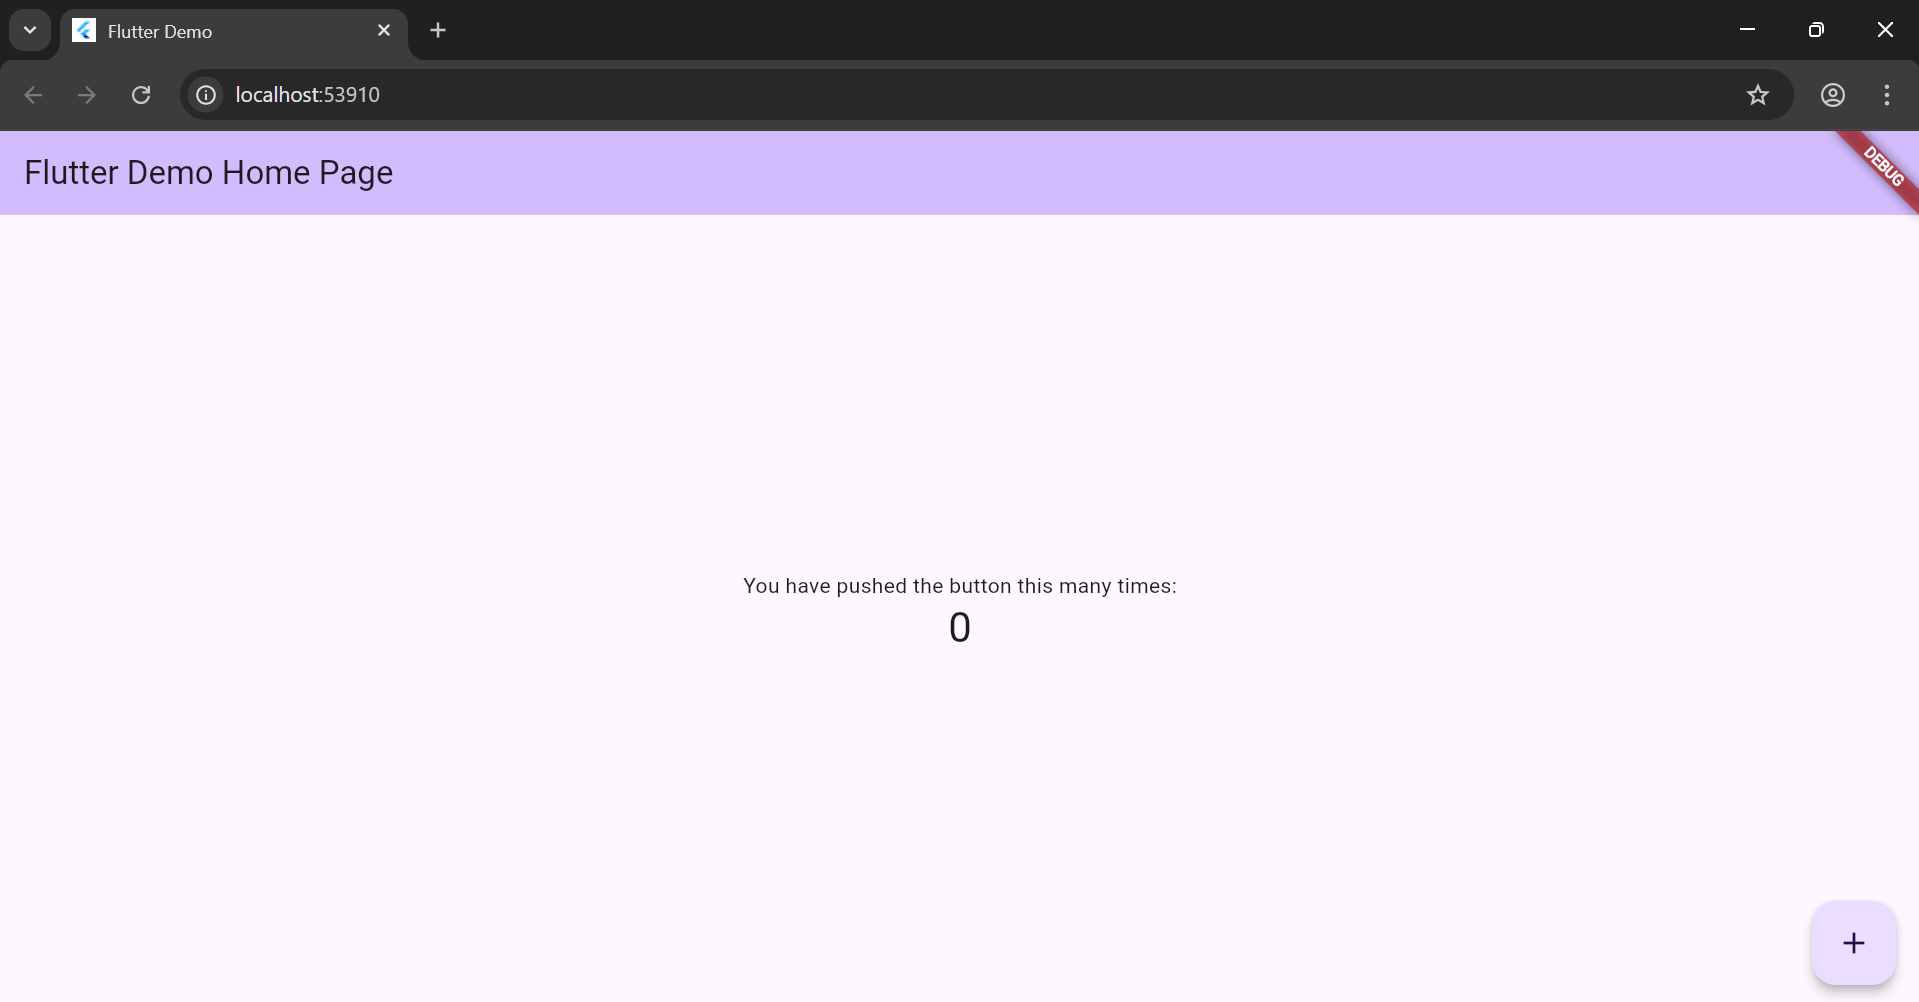 Flutter Demo
localhost:53910
Flutter Demo Home Page
DEBUG
You have pushed the button this many times:
0